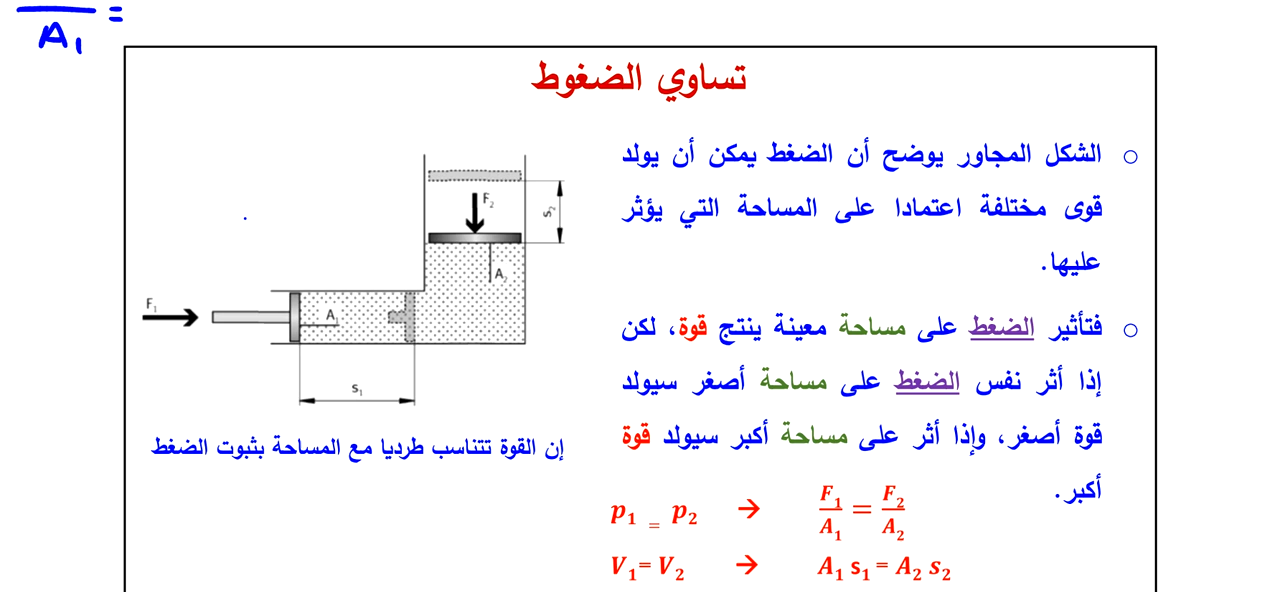 A₁ =
تساوي الضغوط
○ الشكل المجاور يوضح أن الضغط يمكن أن يولد
قوى مختلفة اعتمادا على المساحة التي يؤثر
عليها.
○ فتأثير الضغط على مساحة معينة ينتج قوة، لكن
إذا أثر نفس الضغط على مساحة أصغر سيولد
قوة أصغر، وإذا أثر على مساحة أكبر سيولد قوة
أكبر.
p₁ = p₂ → F₁/A₁ = F₂/A₂
V₁= V₂ → A₁ s₁ = A₂ s₂
F₂
s₂
A₂
F₁
A₁
s₁
إن القوة تتناسب طرديا مع المساحة بثبوت الضغط